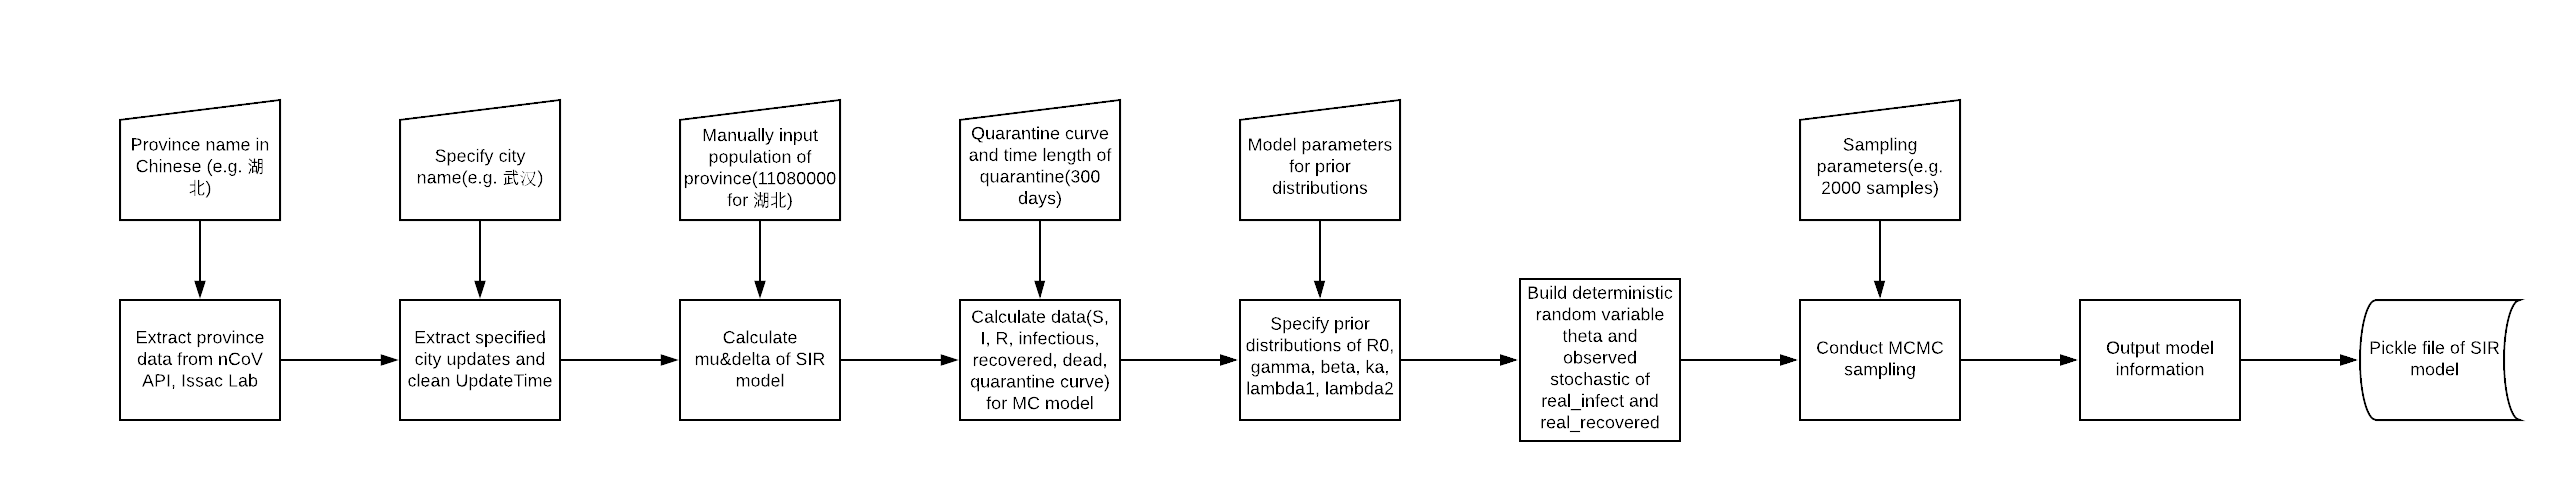 Province name in
Chinese (e.g. 湖
北)
Specify city
name(e.g. 武汉)
Manually input
population of
province(11080000
for 湖北)
Quarantine curve
and time length of
quarantine(300
days)
Model parameters
for prior
distributions
Sampling
parameters(e.g.
2000 samples)
Extract province
data from nCoV
API, Issac Lab
Extract specified
city updates and
clean UpdateTime
Calculate
mu&delta of SIR
model
Calculate data(S,
I, R, infectious,
recovered, dead,
quarantine curve)
for MC model
Specify prior
distributions of R0,
gamma, beta, ka,
lambda1, lambda2
Build deterministic
random variable
theta and
observed
stochastic of
real_infect and
real_recovered
Conduct MCMC
sampling
Output model
information
Pickle file of SIR
model